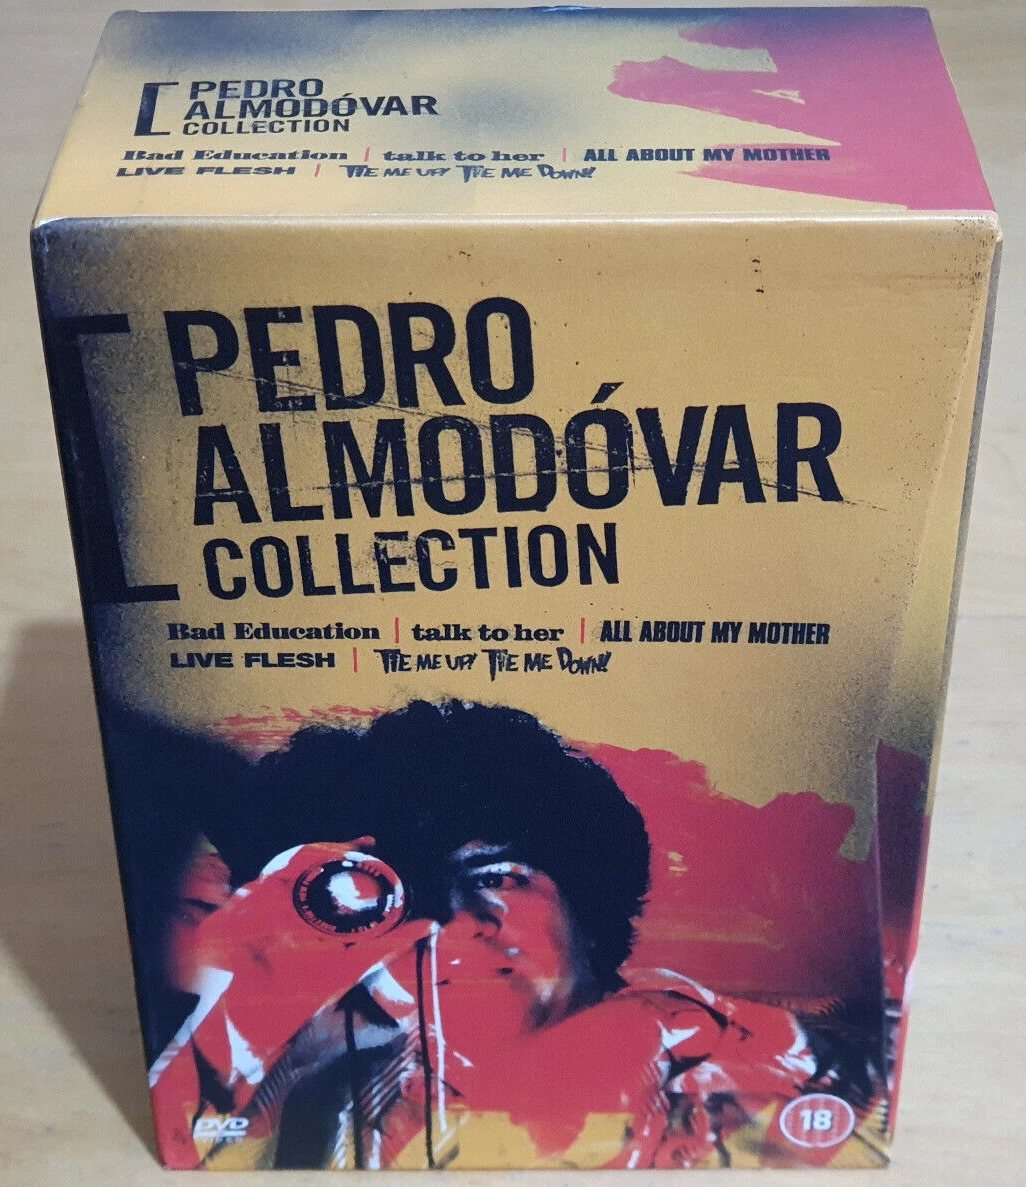 PEDRO
ALMODÓVAR
COLLECTION
Bad Education | talk to her | ALL ABOUT MY MOTHER
LIVE FLESH | TIE ME UP! TIE ME DOWN!
PEDRO
ALMODÓVAR
COLLECTION
Bad Education | talk to her | ALL ABOUT MY MOTHER
LIVE FLESH | TIE ME UP! TIE ME DOWN!
DVD
VIDEO
18